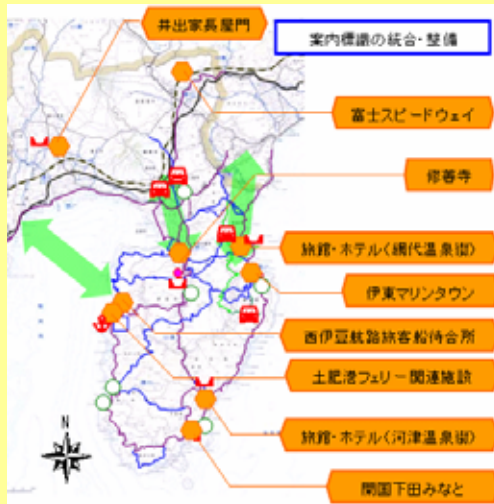 井出家長屋門
案内標識の統合・整備
富士スピードウェイ
修善寺
旅館・ホテル(網代温泉街)
伊東マリンタウン
西伊豆航路旅客船待合所
土肥港フェリー関連施設
旅館・ホテル(河津温泉街)
開国下田みなと
N